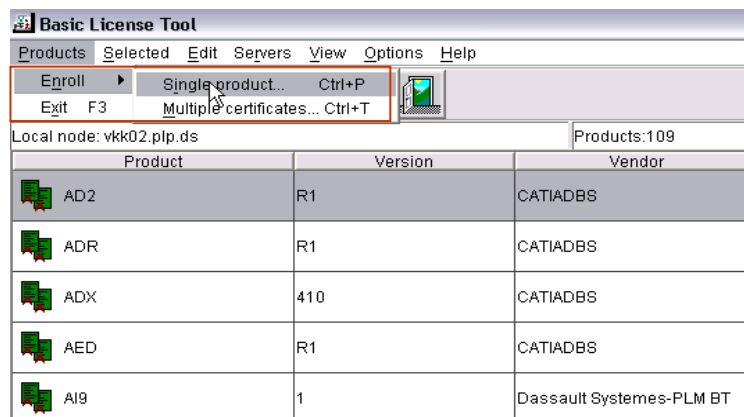 Basic License Tool
Products Selected Edit Servers View Options Help
Enroll Single product... Ctrl+P
Exit F3 Multiple certificates... Ctrl+T
Local node: vkk02.plp.ds Products:109
Product Version Vendor
AD2 R1 CATIADBS
ADR R1 CATIADBS
ADX 410 CATIADBS
AED R1 CATIADBS
AI9 1 Dassault Systemes-PLM BT